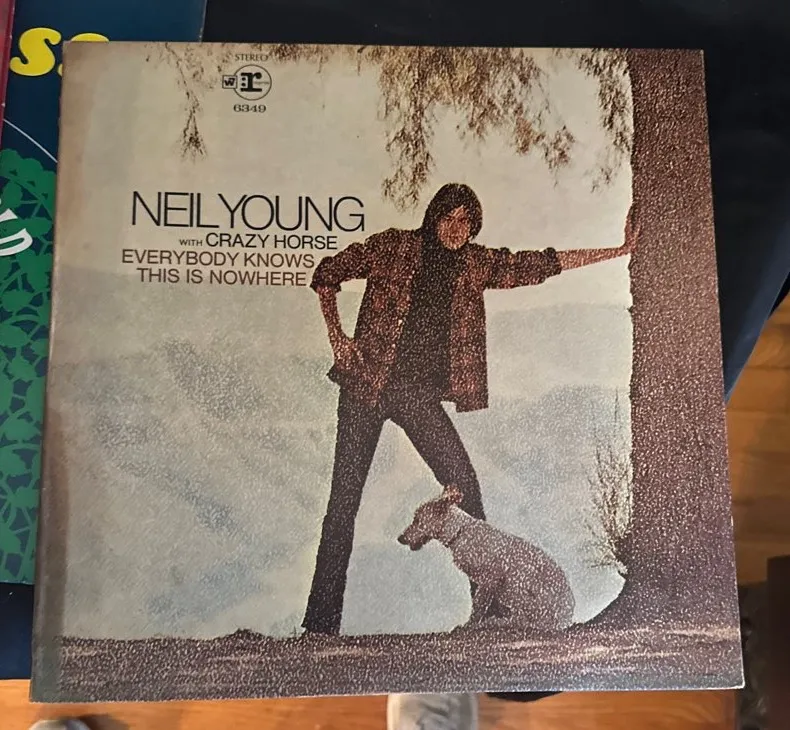 STEREO
W
r
6349
NEIL YOUNG
WITH CRAZY HORSE
EVERYBODY KNOWS
THIS IS NOWHERE